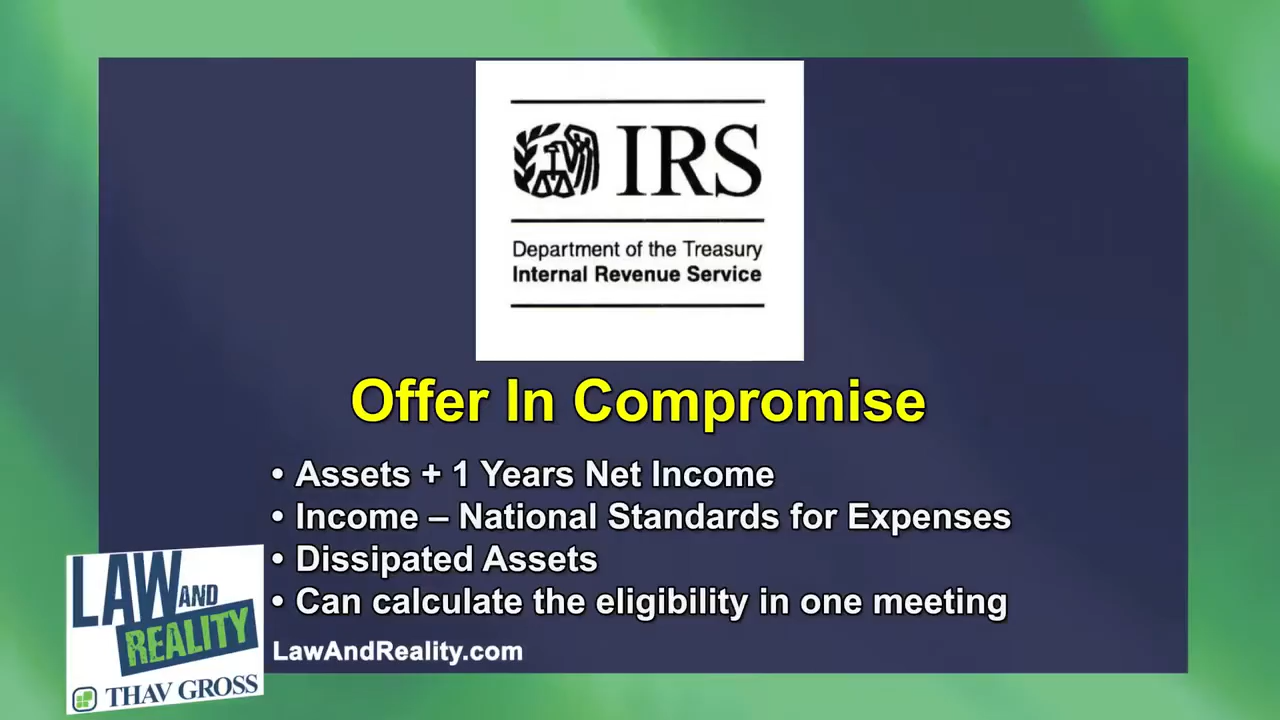 IRS
Department of the Treasury
Internal Revenue Service
Offer In Compromise
• Assets + 1 Years Net Income
• Income – National Standards for Expenses
• Dissipated Assets
• Can calculate the eligibility in one meeting
LawAndReality.com
LAW AND
REALITY
THAV GROSS